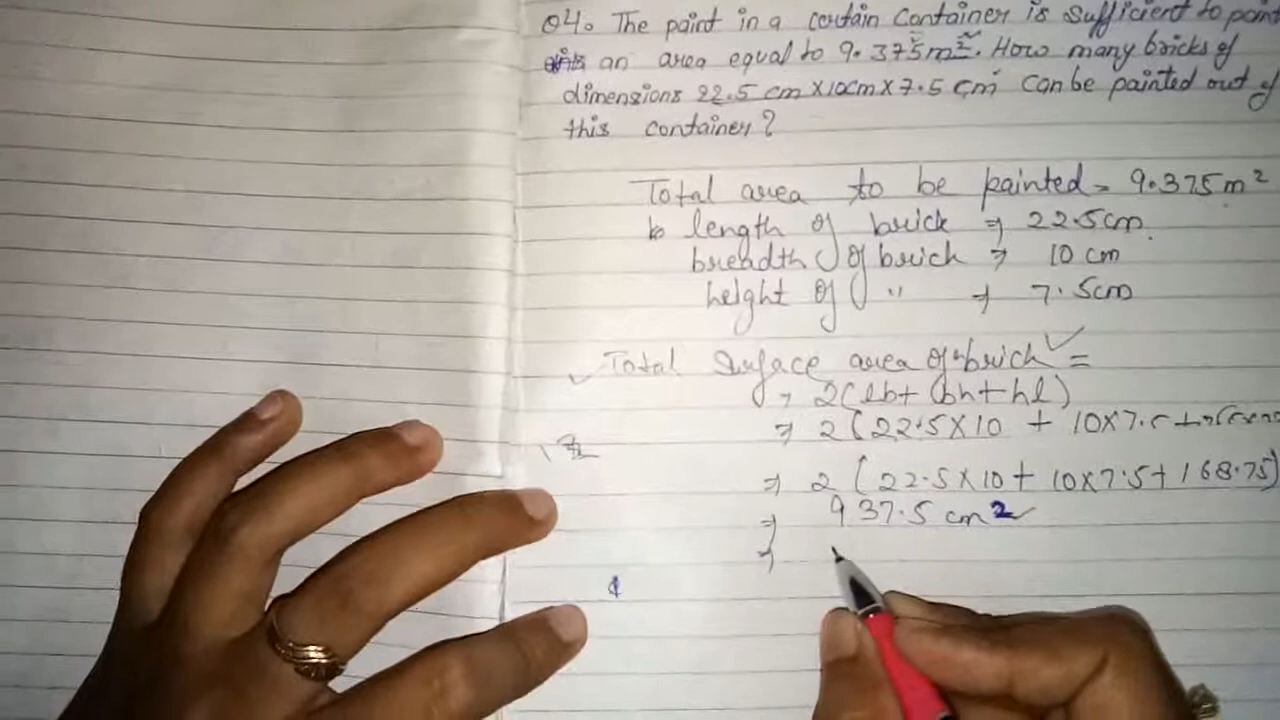 Q4. The paint in a certain container is sufficient to paint
an area equal to 9.375m². How many bricks of
dimensions 22.5 cm x 10cm x 7.5 cm can be painted out of
this container?
Total area to be painted = 9.375m²
length of brick ⇒ 22.5cm.
breadth of brick ⇒ 10 cm
height of " ⇒ 7.5cm
Total Surface area of brick =
⇒ 2(lb + bh + hl)
⇒ 2(22.5x10 + 10x7.5 +
⇒ 2 (22.5x10 + 10x7.5 + 168.75)
⇒ 937.5 cm²
⇒